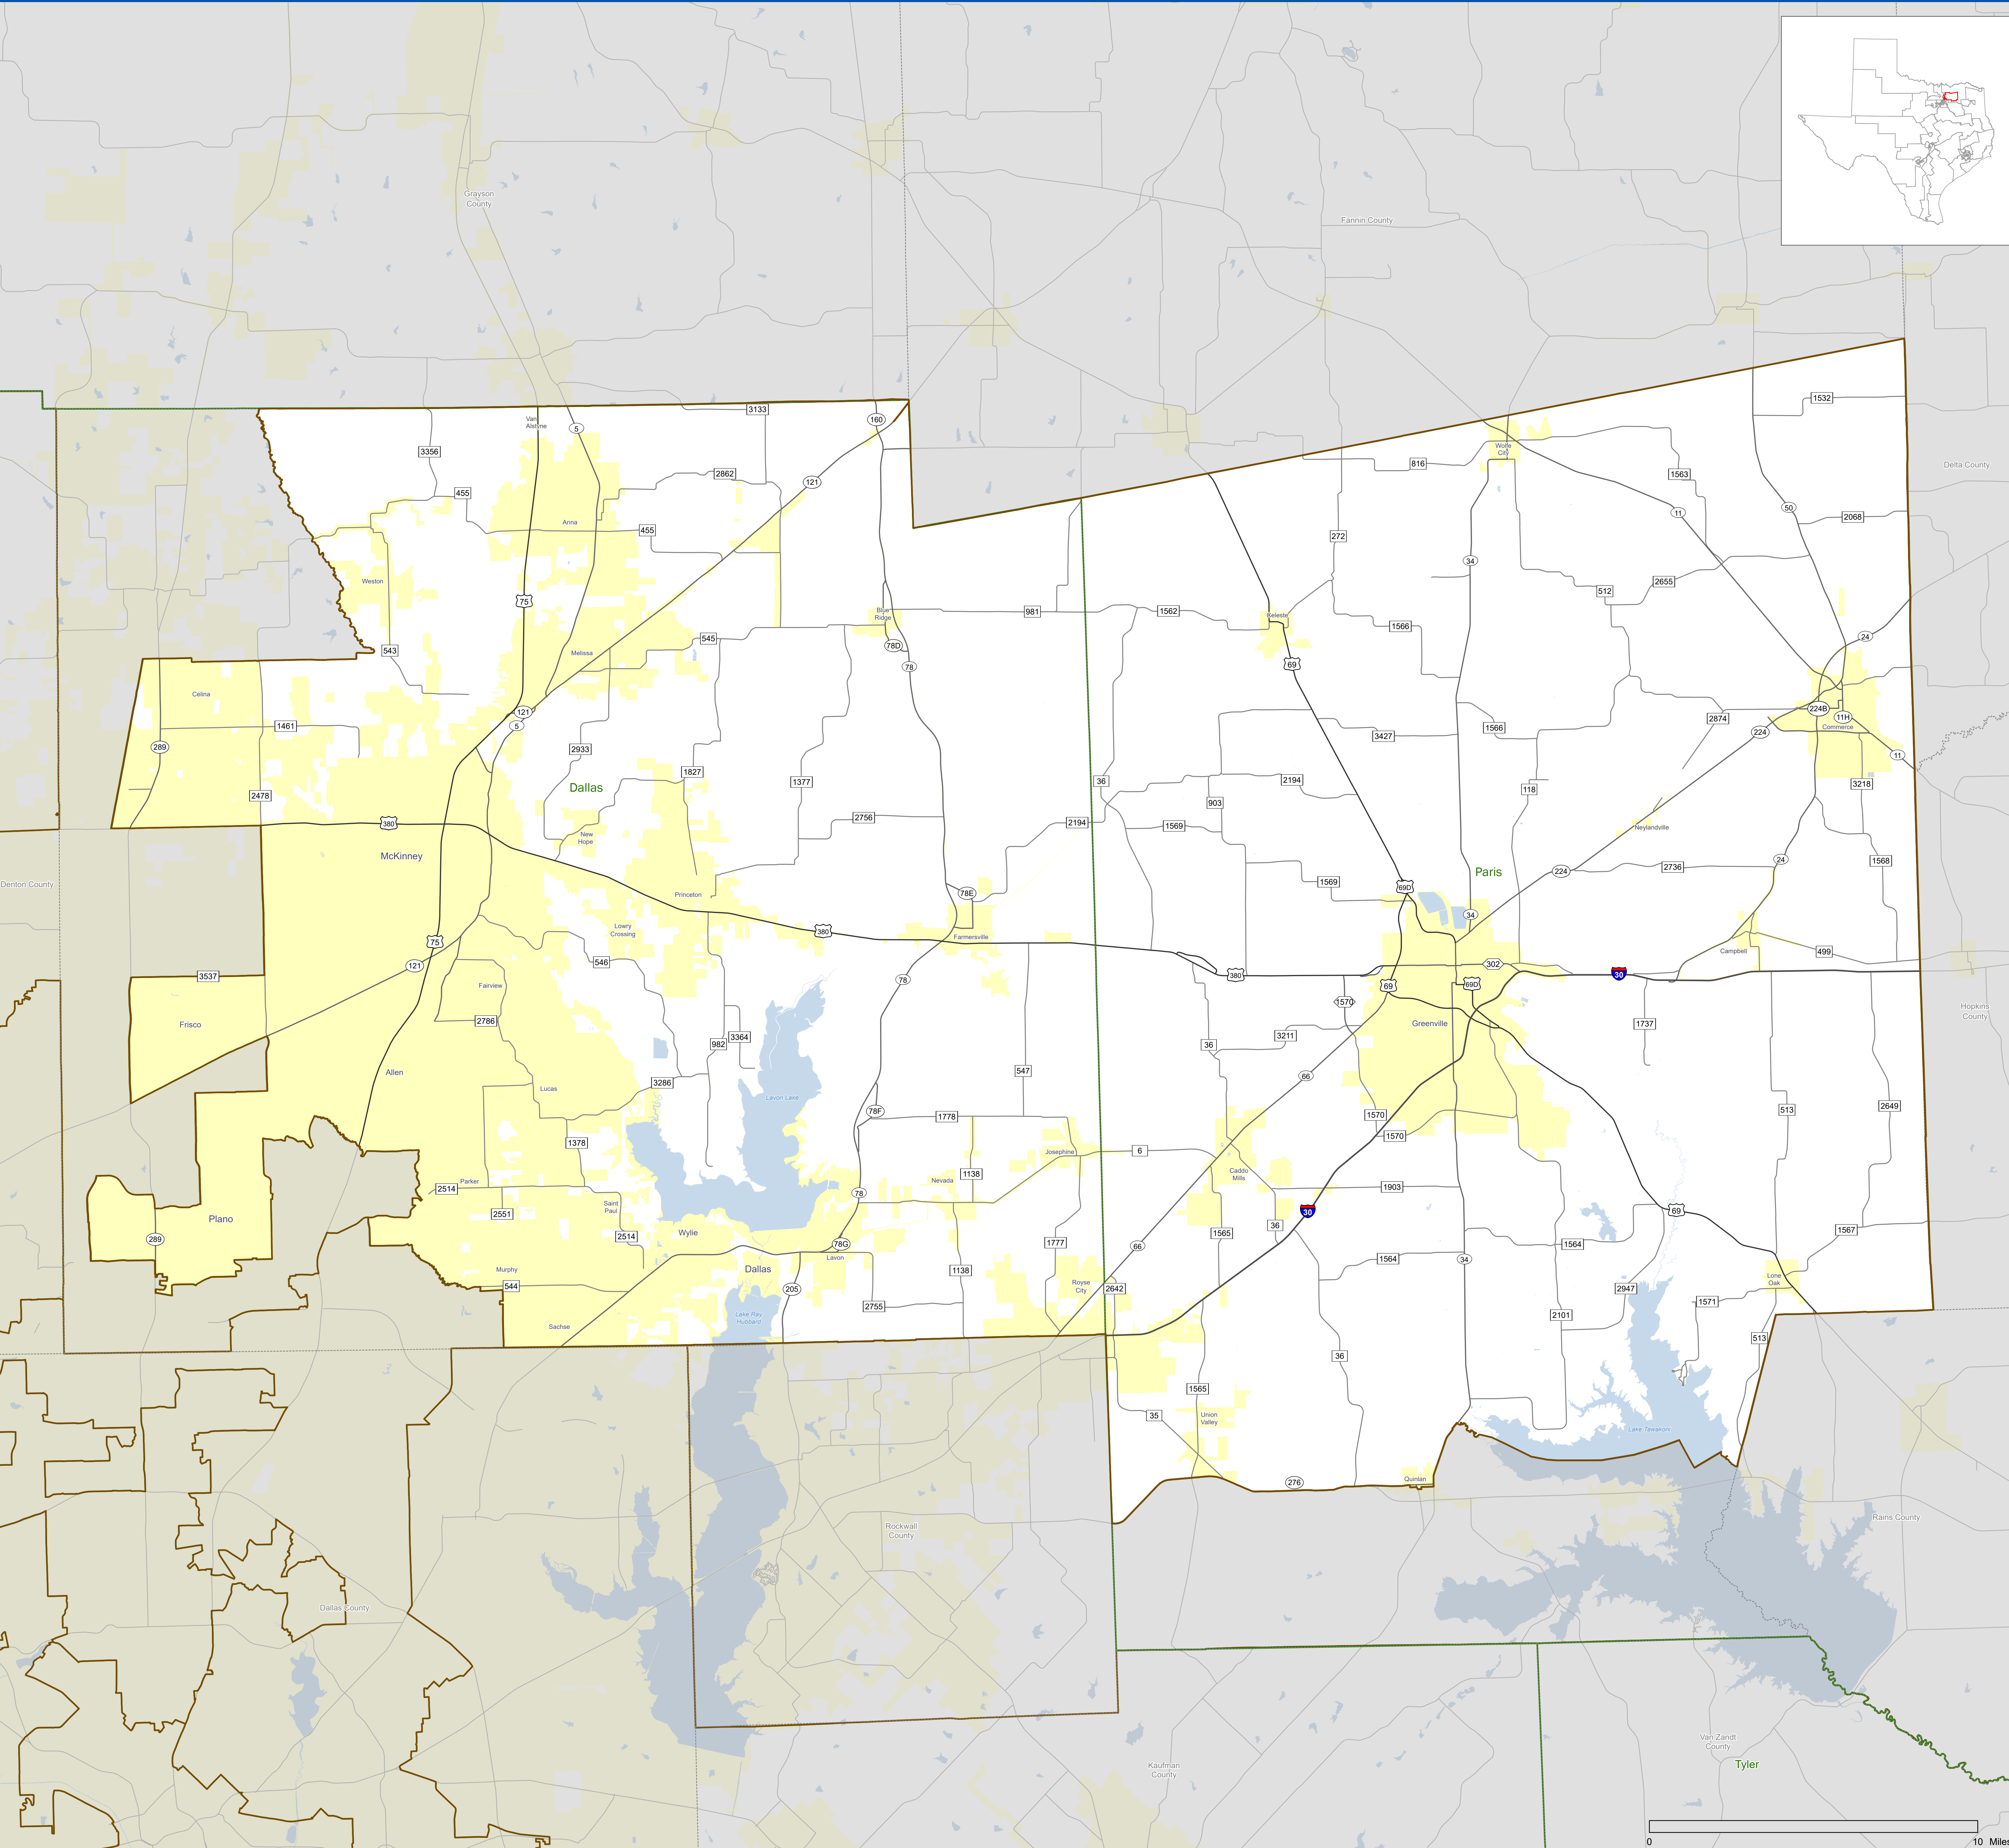 Grayson
County
Fannin County
Delta County
Van
Alstyne
5
3133
160
1532
3356
Wolfe
City
816
1563
2862
121
455
50
11
2068
Anna
455
272
34
Weston
75
2655
512
Blue
Ridge
981
1562
Keleste
1566
24
545
78D
543
Melissa
78
69
Celina
121
5
1461
224B
11H
2874
Commerce
1566
3427
224
289
2933
11
1827
1377
36
2194
3218
Dallas
118
2478
903
2756
2194
1569
380
Neylandville
New
Hope
McKinney
24
1568
2736
Paris
224
Denton County
1569
69D
Princeton
78E
34
Lowry
Crossing
380
Farmersville
75
Campbell
499
546
302
121
3537
380
30
78
69
69D
Fairview
1570
Hopkins
County
2786
Frisco
Greenville
1737
3364
982
36
3211
547
Allen
66
3286
Lucas
Lavon Lake
78F
1778
1570
513
2649
1570
1378
Josephine
6
Caddo
Mills
1138
Nevada
Parker
2514
1903
78
Saint
Paul
2551
30
69
Plano
36
1567
1565
Wylie
2514
289
78G
1777
66
1564
Lavon
34
1564
Murphy
Dallas
1138
Royse
City
Lone
Oak
544
205
2642
2947
2755
1571
Lake Ray
Hubbard
2101
Sachse
513
36
1565
35
Union
Valley
Lake Tawakoni
276
Quinlan
Rockwall
County
Rains County
Dallas County
Van Zandt
County
Kaufman
County
Tyler
0
10 Miles